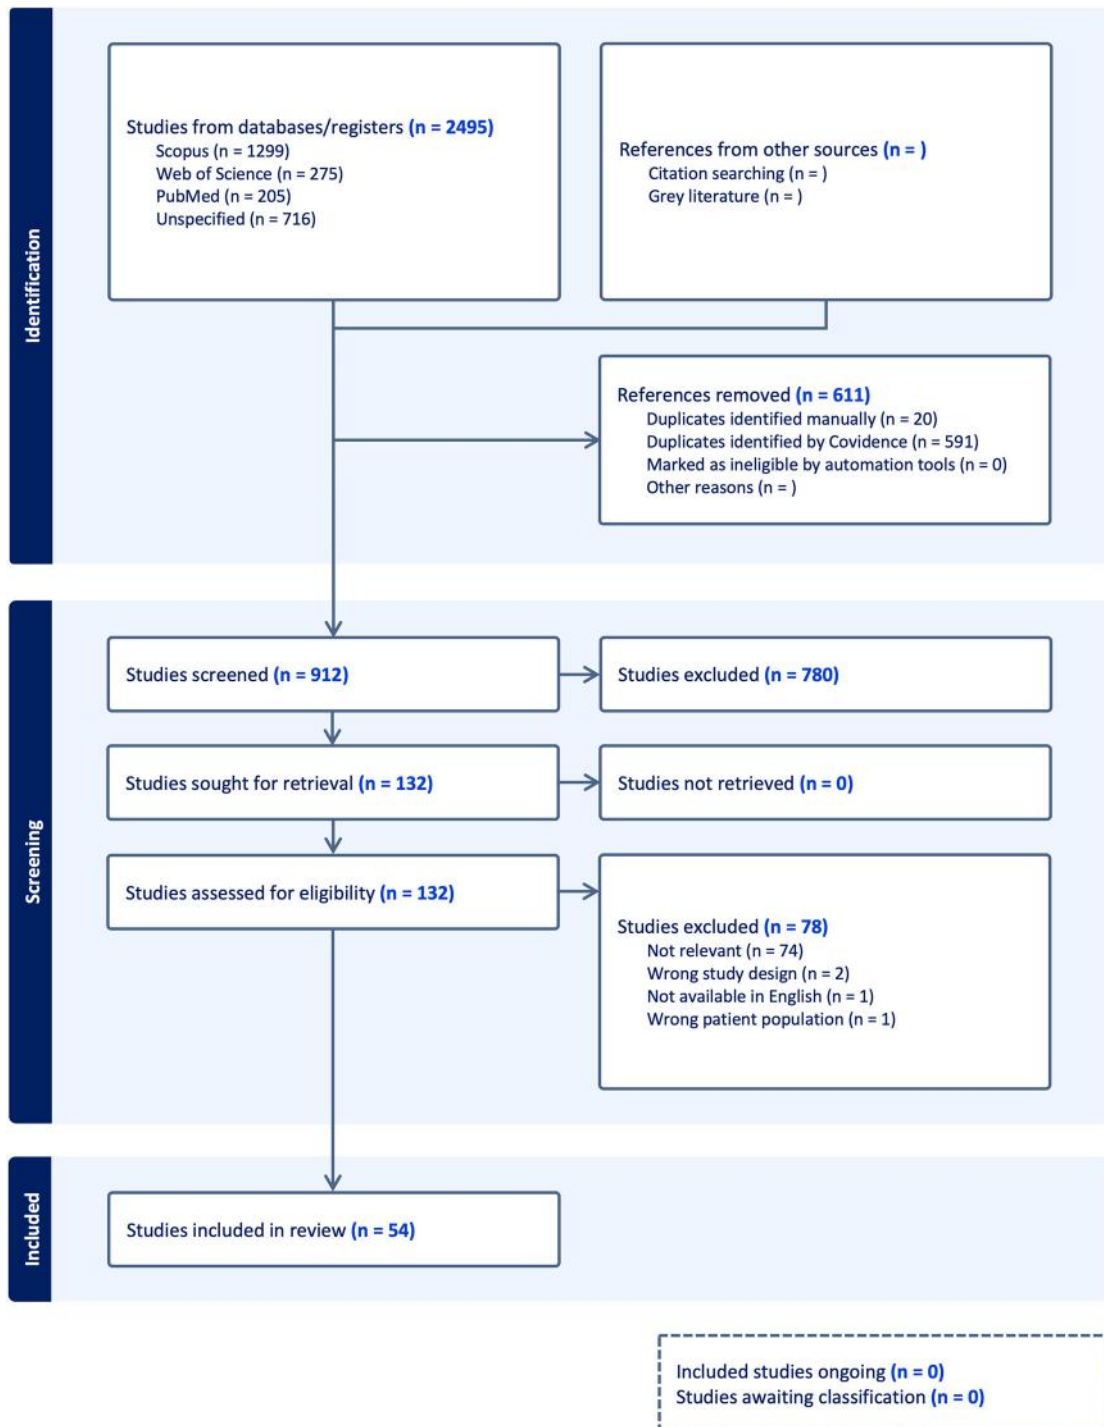 Identification
Studies from databases/registers (n = 2495)
Scopus (n = 1299)
Web of Science (n = 275)
PubMed (n = 205)
Unspecified (n = 716)
References from other sources (n = )
Citation searching (n = )
Grey literature (n = )
References removed (n = 611)
Duplicates identified manually (n = 20)
Duplicates identified by Covidence (n = 591)
Marked as ineligible by automation tools (n = 0)
Other reasons (n = )
Screening
Studies screened (n = 912)
Studies excluded (n = 780)
Studies sought for retrieval (n = 132)
Studies not retrieved (n = 0)
Studies assessed for eligibility (n = 132)
Studies excluded (n = 78)
Not relevant (n = 74)
Wrong study design (n = 2)
Not available in English (n = 1)
Wrong patient population (n = 1)
Included
Studies included in review (n = 54)
Included studies ongoing (n = 0)
Studies awaiting classification (n = 0)